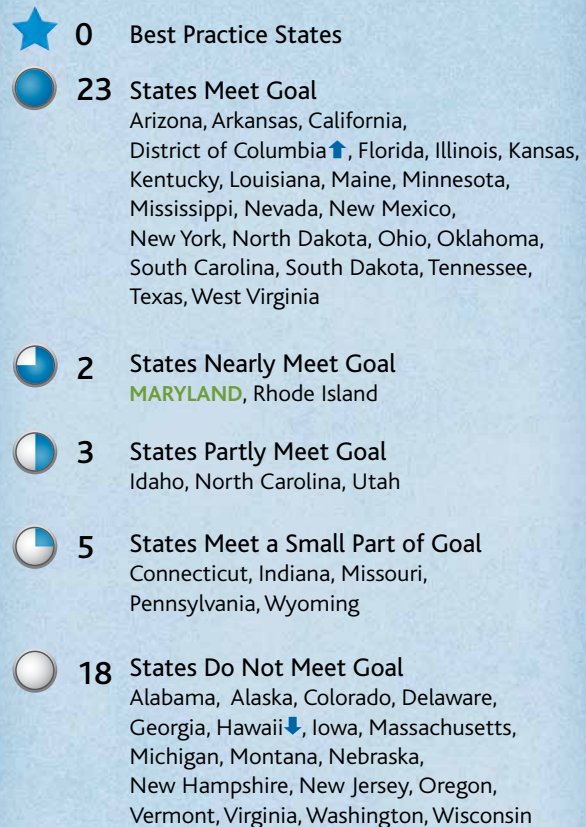 0 Best Practice States
23 States Meet Goal
Arizona, Arkansas, California,
District of Columbia⬆, Florida, Illinois, Kansas,
Kentucky, Louisiana, Maine, Minnesota,
Mississippi, Nevada, New Mexico,
New York, North Dakota, Ohio, Oklahoma,
South Carolina, South Dakota, Tennessee,
Texas, West Virginia
2 States Nearly Meet Goal
MARYLAND, Rhode Island
3 States Partly Meet Goal
Idaho, North Carolina, Utah
5 States Meet a Small Part of Goal
Connecticut, Indiana, Missouri,
Pennsylvania, Wyoming
18 States Do Not Meet Goal
Alabama, Alaska, Colorado, Delaware,
Georgia, Hawaii⬇, Iowa, Massachusetts,
Michigan, Montana, Nebraska,
New Hampshire, New Jersey, Oregon,
Vermont, Virginia, Washington, Wisconsin